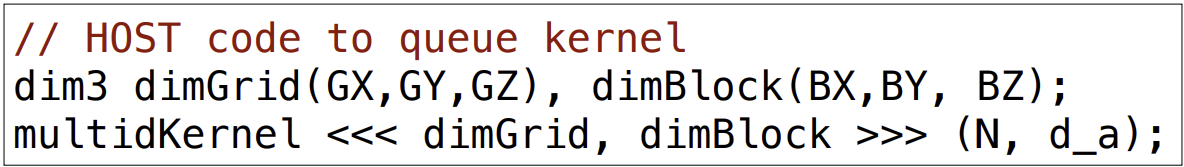 // HOST code to queue kernel
dim3 dimGrid(GX,GY,GZ), dimBlock(BX,BY, BZ);
multidKernel <<< dimGrid, dimBlock >>> (N, d_a);